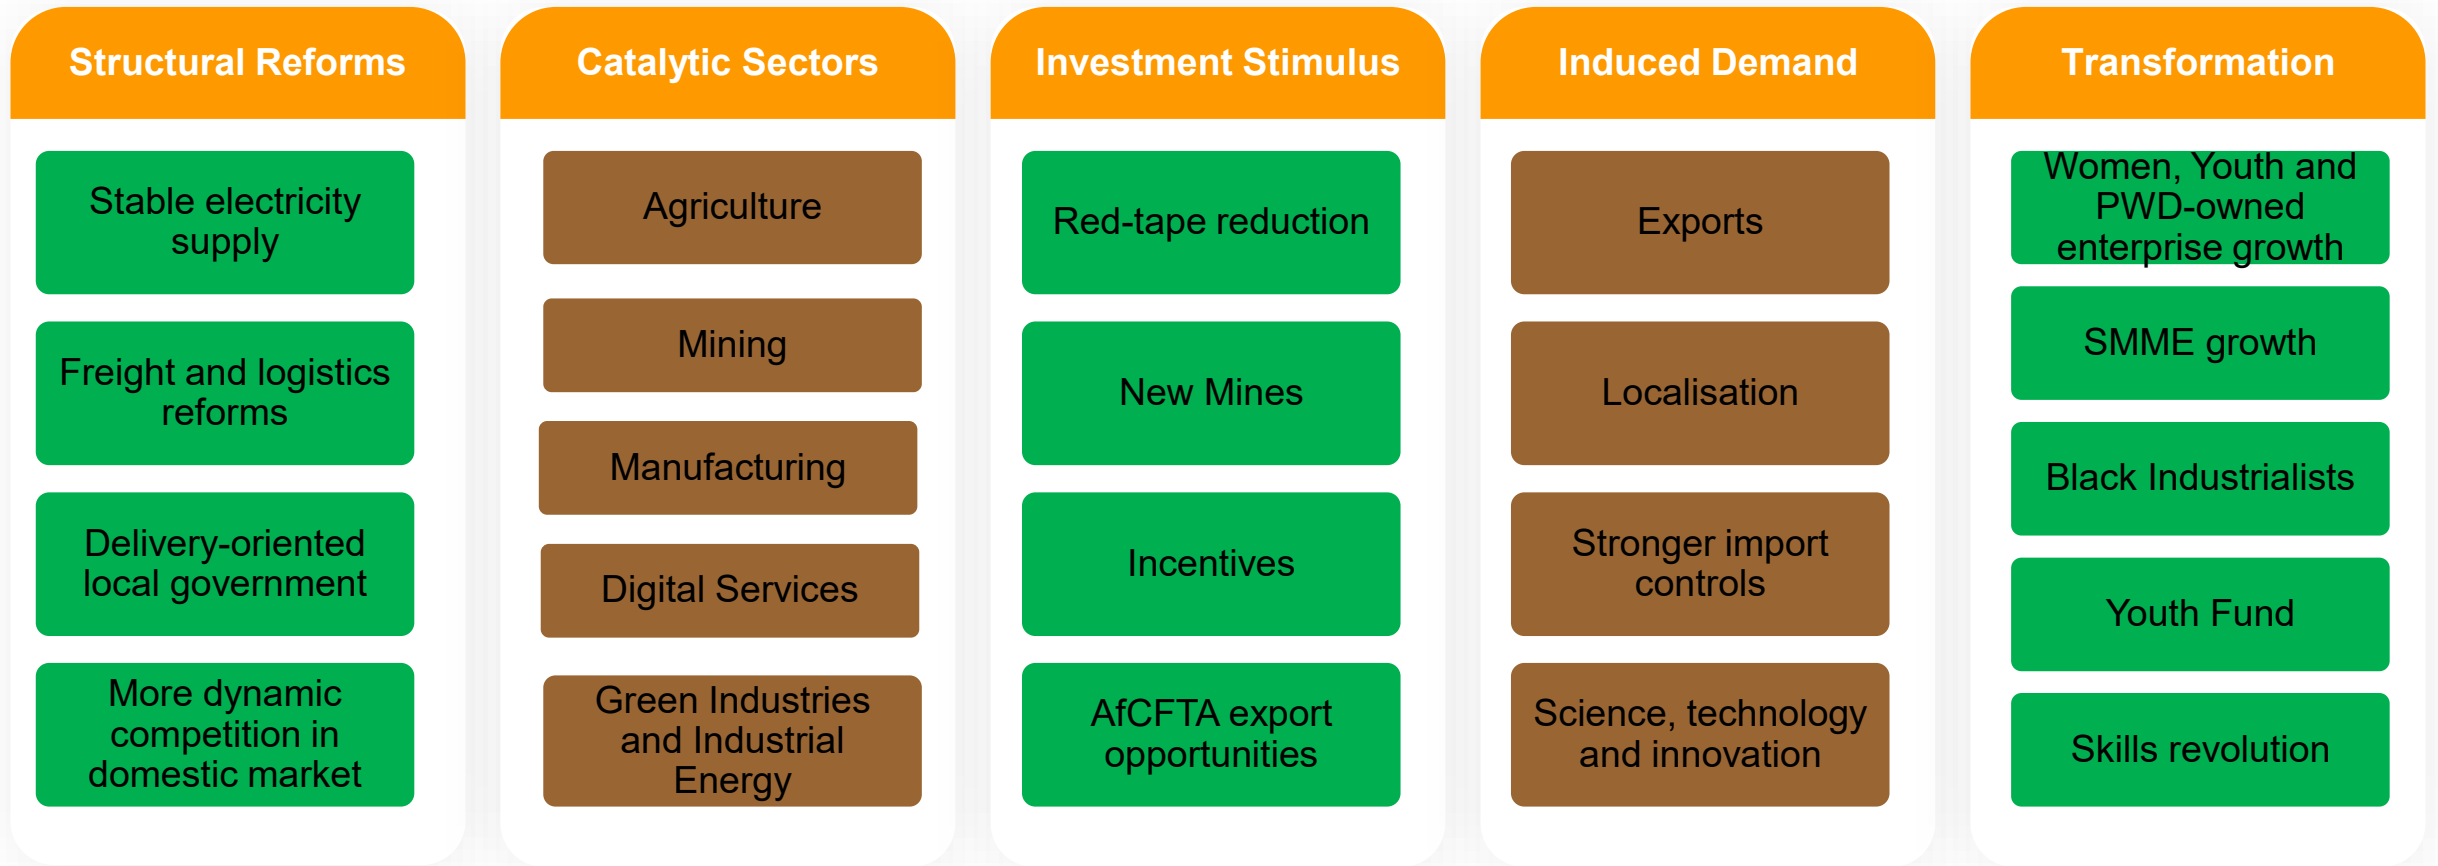 Structural Reforms
Stable electricity
supply
Freight and logistics
reforms
Delivery-oriented
local government
More dynamic
competition in
domestic market
Catalytic Sectors
Agriculture
Mining
Manufacturing
Digital Services
Green Industries
and Industrial
Energy
Investment Stimulus
Red-tape reduction
New Mines
Incentives
AfCFTA export
opportunities
Induced Demand
Exports
Localisation
Stronger import
controls
Science, technology
and innovation
Transformation
Women, Youth and
PWD-owned
enterprise growth
SMME growth
Black Industrialists
Youth Fund
Skills revolution